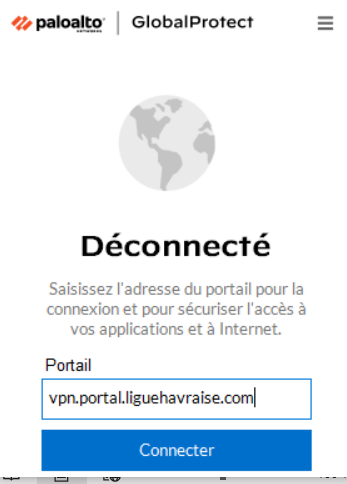 paloalto
NETWORKS
GlobalProtect
Déconnecté
Saisissez l'adresse du portail pour la
connexion et pour sécuriser l'accès à
vos applications et à Internet.
Portail
vpn.portal.liguehavraise.com
Connecter